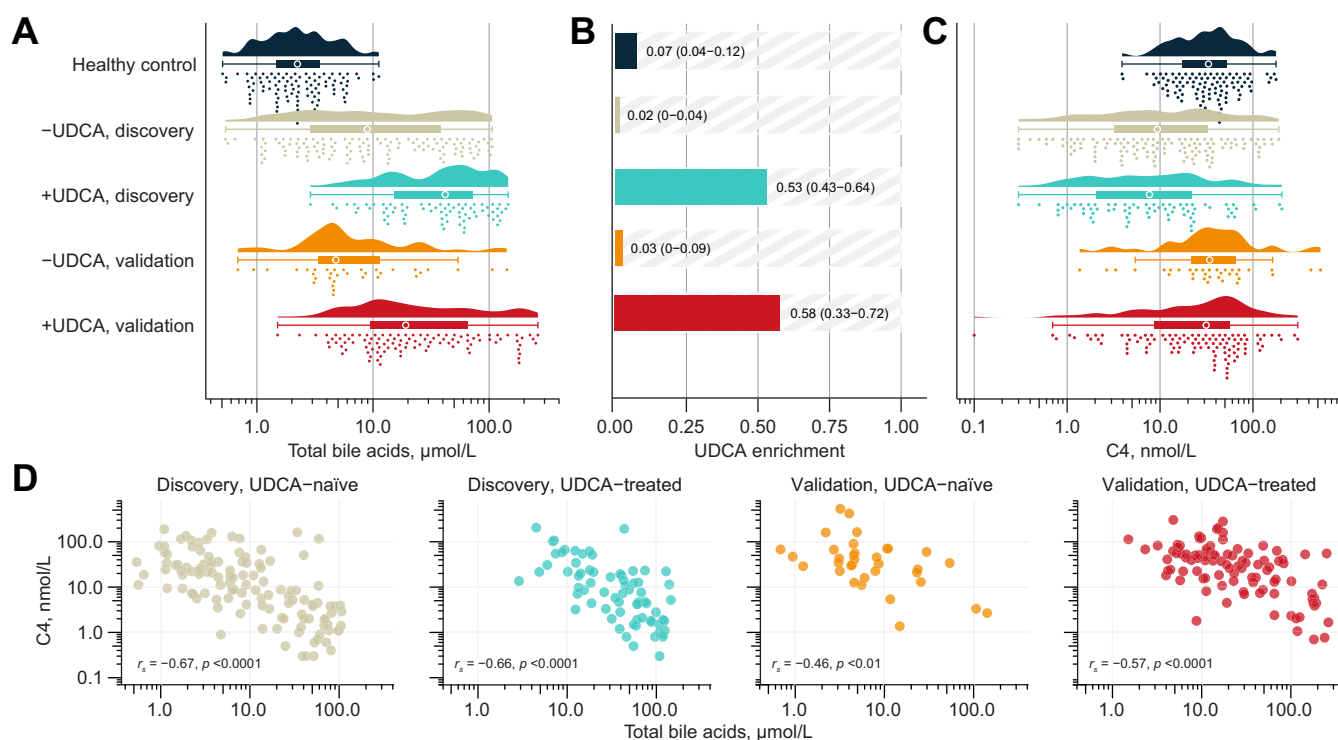 A
B
C
Healthy control
−UDCA, discovery
+UDCA, discovery
−UDCA, validation
+UDCA, validation
1.0 10.0 100.0
Total bile acids, µmol/L
0.07 (0.04−0.12)
0.02 (0−0.04)
0.53 (0.43−0.64)
0.03 (0−0.09)
0.58 (0.33−0.72)
0.00 0.25 0.50 0.75 1.00
UDCA enrichment
0.1 1.0 10.0 100.0
C4, nmol/L
D
Discovery, UDCA−naïve
Discovery, UDCA−treated
Validation, UDCA−naïve
Validation, UDCA−treated
C4, nmol/L
100.0
10.0
1.0
0.1
rs = −0.67, p <0.0001
rs = −0.66, p <0.0001
rs = −0.46, p <0.01
rs = −0.57, p <0.0001
1.0 10.0 100.0
1.0 10.0 100.0
1.0 10.0 100.0
1.0 10.0 100.0
Total bile acids, µmol/L